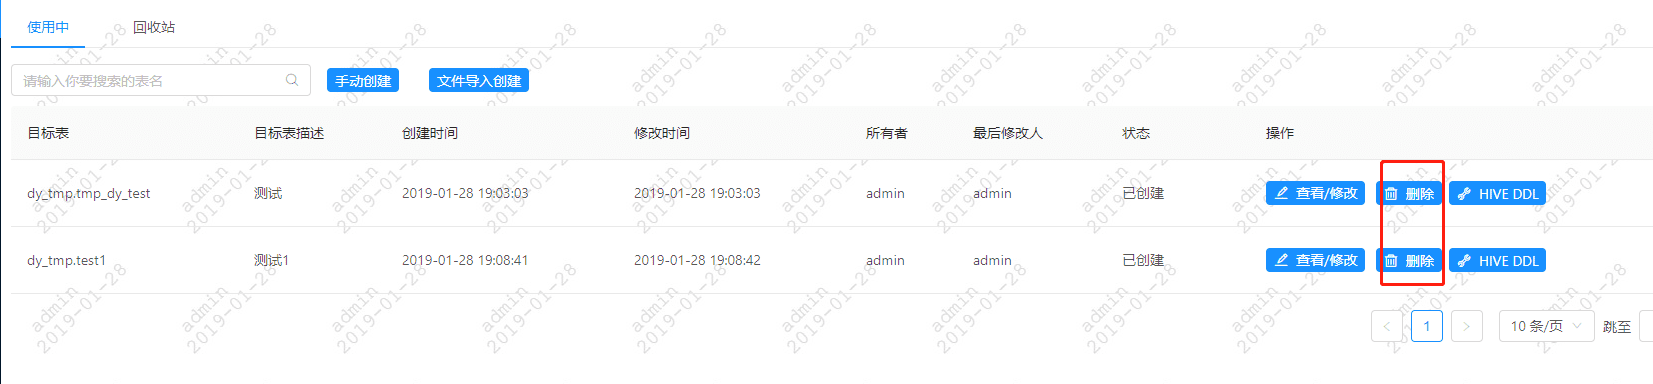 使用中 回收站
请输入你要搜索的表名 手动创建 文件导入创建
目标表 目标表描述 创建时间 修改时间 所有者 最后修改人 状态 操作
dy_tmp.tmp_dy_test 测试 2019-01-28 19:03:03 2019-01-28 19:03:03 admin admin 已创建 查看/修改 删除 HIVE DDL
dy_tmp.test1 测试1 2019-01-28 19:08:41 2019-01-28 19:08:42 admin admin 已创建 查看/修改 删除 HIVE DDL
1 10 条/页 跳至
admin
2019-01-28